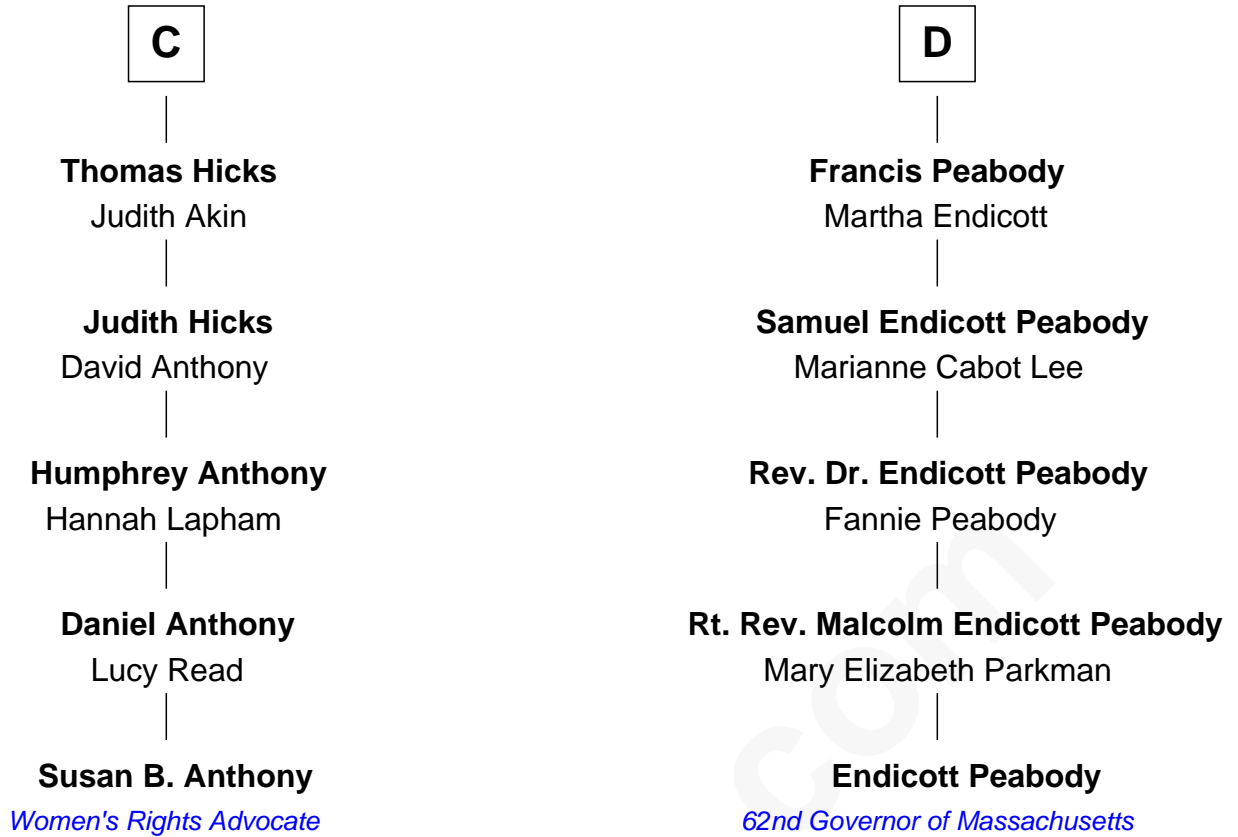 C
Thomas Hicks
Judith Akin
Judith Hicks
David Anthony
Humphrey Anthony
Hannah Lapham
Daniel Anthony
Lucy Read
Susan B. Anthony
Women's Rights Advocate
D
Francis Peabody
Martha Endicott
Samuel Endicott Peabody
Marianne Cabot Lee
Rev. Dr. Endicott Peabody
Fannie Peabody
Rt. Rev. Malcolm Endicott Peabody
Mary Elizabeth Parkman
Endicott Peabody
62nd Governor of Massachusetts
com